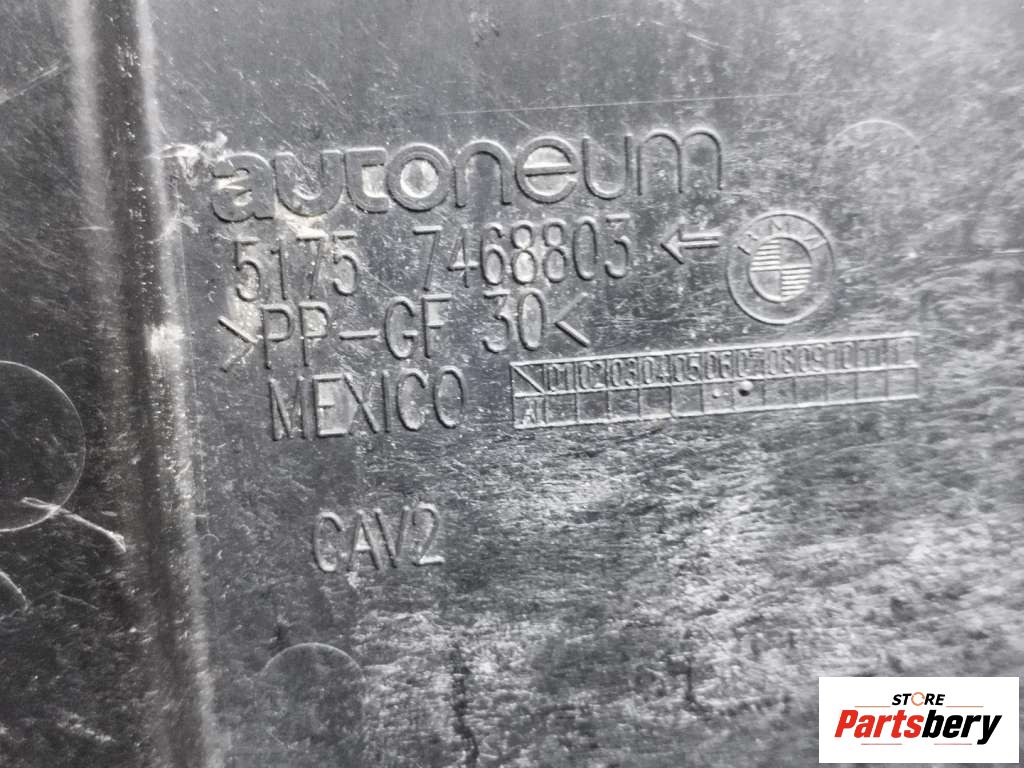 autoneum
5175 7468803
BMW
>PP-GF 30<
MEXICO
01 02 03 04 05 06 07 08 09 10 11 12
CAV2
STORE
Partsbery